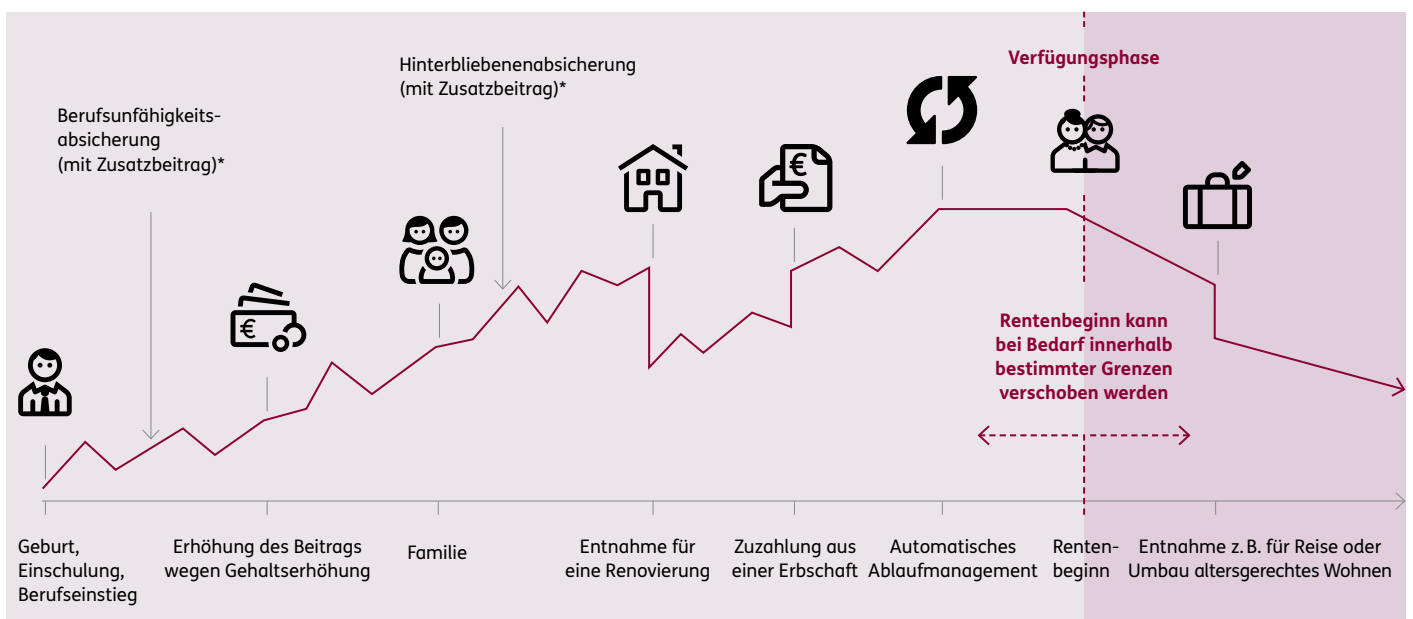 Verfügungsphase
Hinterbliebenenabsicherung
(mit Zusatzbeitrag)*
Berufsunfähigkeits-
absicherung
(mit Zusatzbeitrag)*
€
€
Rentenbeginn kann
bei Bedarf innerhalb
bestimmter Grenzen
verschoben werden
Geburt,
Einschulung,
Berufseinstieg
Erhöhung des Beitrags
wegen Gehaltserhöhung
Familie
Entnahme für
eine Renovierung
Zuzahlung aus
einer Erbschaft
Automatisches
Ablaufmanagement
Renten-
beginn
Entnahme z. B. für Reise oder
Umbau altersgerechtes Wohnen